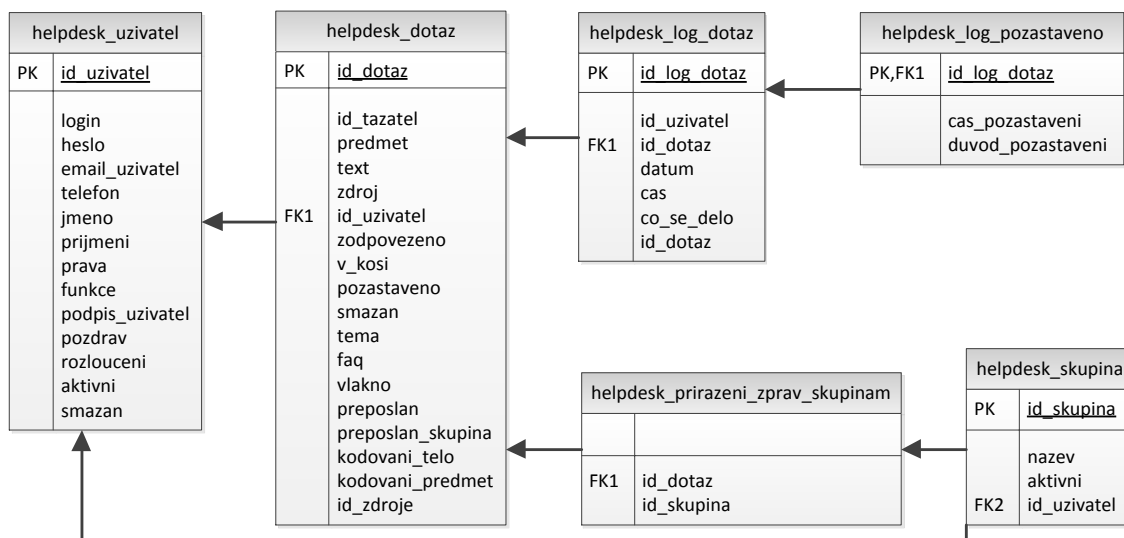 helpdesk_uzivatel
PK id_uzivatel
login
heslo
email_uzivatel
telefon
jmeno
prijmeni
prava
funkce
podpis_uzivatel
pozdrav
rozlouceni
aktivni
smazan
helpdesk_dotaz
PK id_dotaz
id_tazatel
predmet
text
zdroj
FK1 id_uzivatel
zodpovezeno
v_kosi
pozastaveno
smazan
tema
faq
vlakno
preposlan
preposlan_skupina
kodovani_telo
kodovani_predmet
id_zdroje
helpdesk_log_dotaz
PK id_log_dotaz
id_uzivatel
FK1 id_dotaz
datum
cas
co_se_delo
id_dotaz
helpdesk_log_pozastaveno
PK,FK1 id_log_dotaz
cas_pozastaveni
duvod_pozastaveni
helpdesk_prirazeni_zprav_skupinam
FK1 id_dotaz
id_skupina
helpdesk_skupina
PK id_skupina
nazev
aktivni
FK2 id_uzivatel